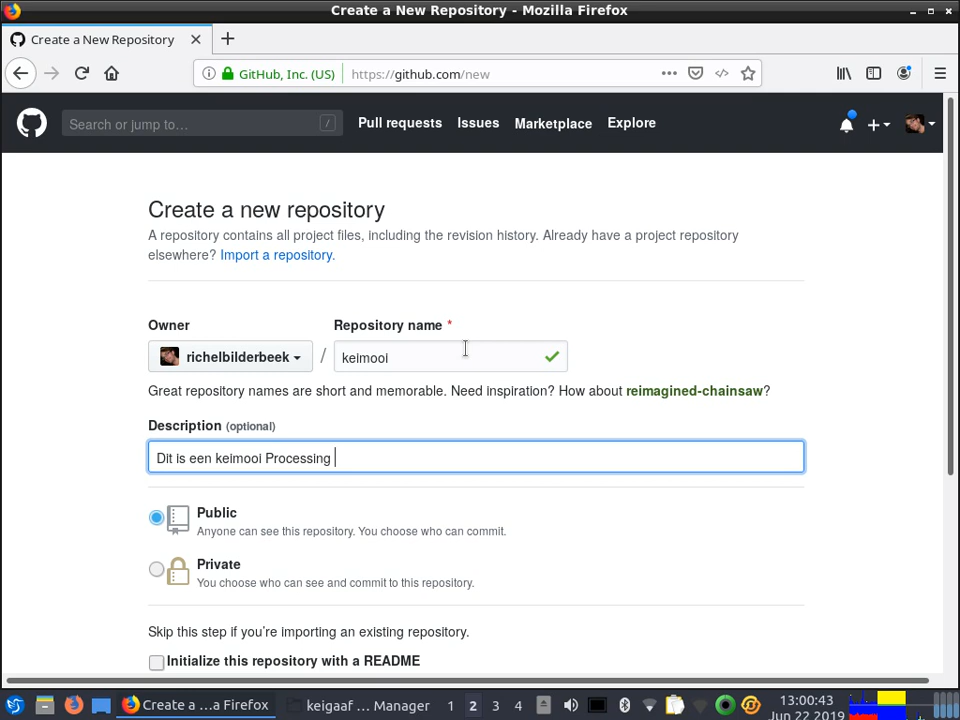 Create a New Repository - Mozilla Firefox
Create a New Repository
GitHub, Inc. (US) https://github.com/new
Search or jump to… / Pull requests Issues Marketplace Explore
Create a new repository
A repository contains all project files, including the revision history. Already have a project repository
elsewhere? Import a repository.
Owner Repository name *
richelbilderbeek / keimooi
Great repository names are short and memorable. Need inspiration? How about reimagined-chainsaw?
Description (optional)
Dit is een keimooi Processing
Public
Anyone can see this repository. You choose who can commit.
Private
You choose who can see and commit to this repository.
Skip this step if you're importing an existing repository.
Initialize this repository with a README
Create a ...a Firefox keigaaf ... Manager 1 2 3 4 13:00:43
Jun 22 2019